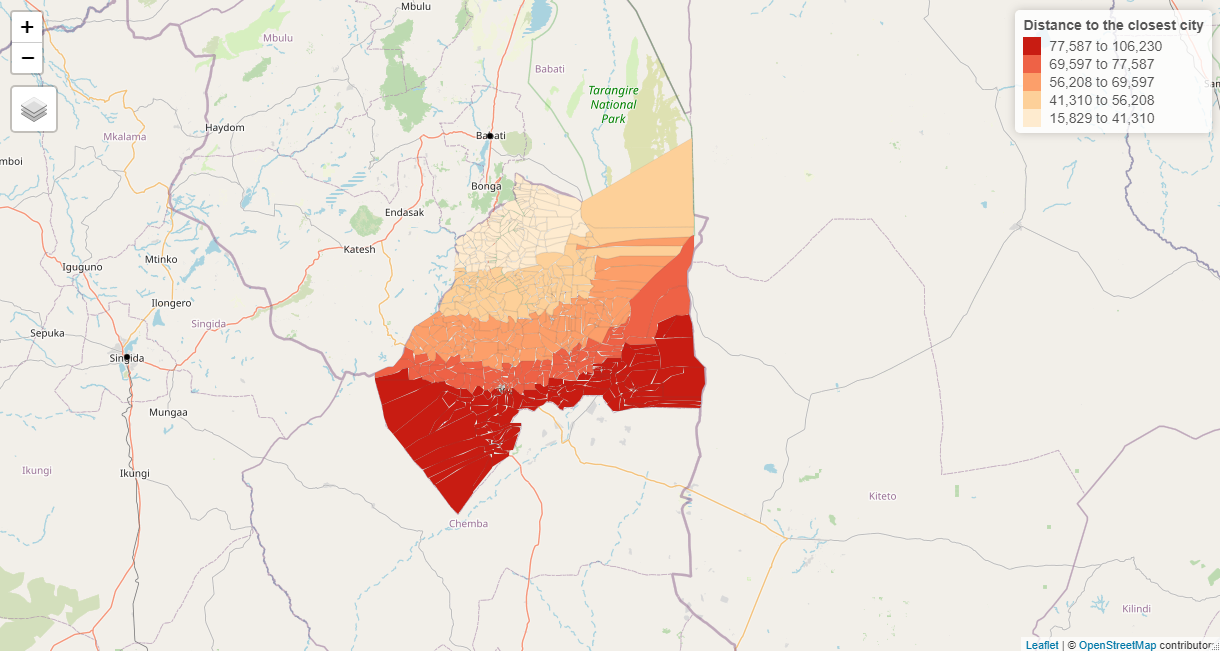 Mbulu
+
Distance to the closest city
Mbulu
77,587 to 106,230
−
69,597 to 77,587
Babati
56,208 to 69,597
Tarangire
National
Park
41,310 to 56,208
15,829 to 41,310
Haydom
Babati
Mkalama
mboi
Bonga
Endasak
Katesh
Mtinko
Iguguno
Ilongero
Singida
Sepuka
Singida
Mungaa
Ikungi
Ikungi
Kiteto
Chemba
Kilindi
Leaflet | © OpenStreetMap contributors